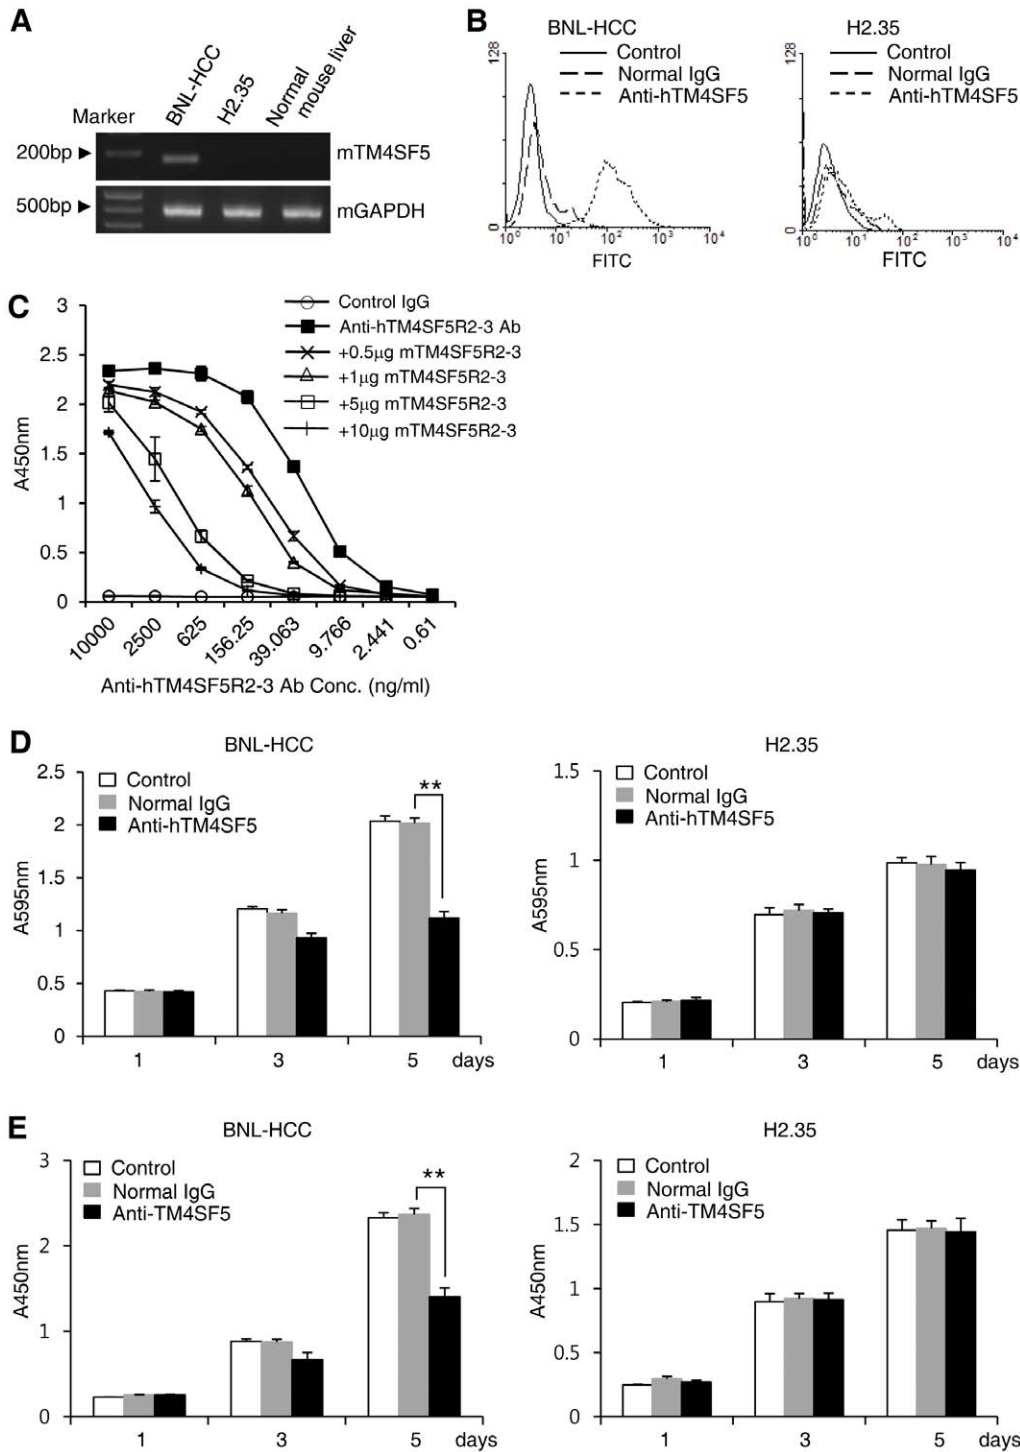 A
Marker
BNL-HCC
H2.35
Normal
mouse liver
200bp
mTM4SF5
500bp
mGAPDH
B
BNL-HCC
128
0
Control
Normal IgG
Anti-hTM4SF5
10⁰ 10¹ 10² 10³ 10⁴
FITC
H2.35
128
0
Control
Normal IgG
Anti-hTM4SF5
10⁰ 10¹ 10² 10³ 10⁴
FITC
C
A450nm
3
2.5
2
1.5
1
0.5
0
Control IgG
Anti-hTM4SF5R2-3 Ab
+0.5μg mTM4SF5R2-3
+1μg mTM4SF5R2-3
+5μg mTM4SF5R2-3
+10μg mTM4SF5R2-3
10000 2500 625 156.25 39.063 9.766 2.441 0.61
Anti-hTM4SF5R2-3 Ab Conc. (ng/ml)
D
BNL-HCC
A595nm
2.5
2
1.5
1
0.5
0
Control
Normal IgG
Anti-hTM4SF5
**
1 3 5 days
H2.35
A595nm
1.5
1
0.5
0
Control
Normal IgG
Anti-hTM4SF5
1 3 5 days
E
BNL-HCC
A450nm
3
2
1
0
Control
Normal IgG
Anti-TM4SF5
**
1 3 5 days
H2.35
A450nm
2
1.5
1
0.5
0
Control
Normal IgG
Anti-TM4SF5
1 3 5 days